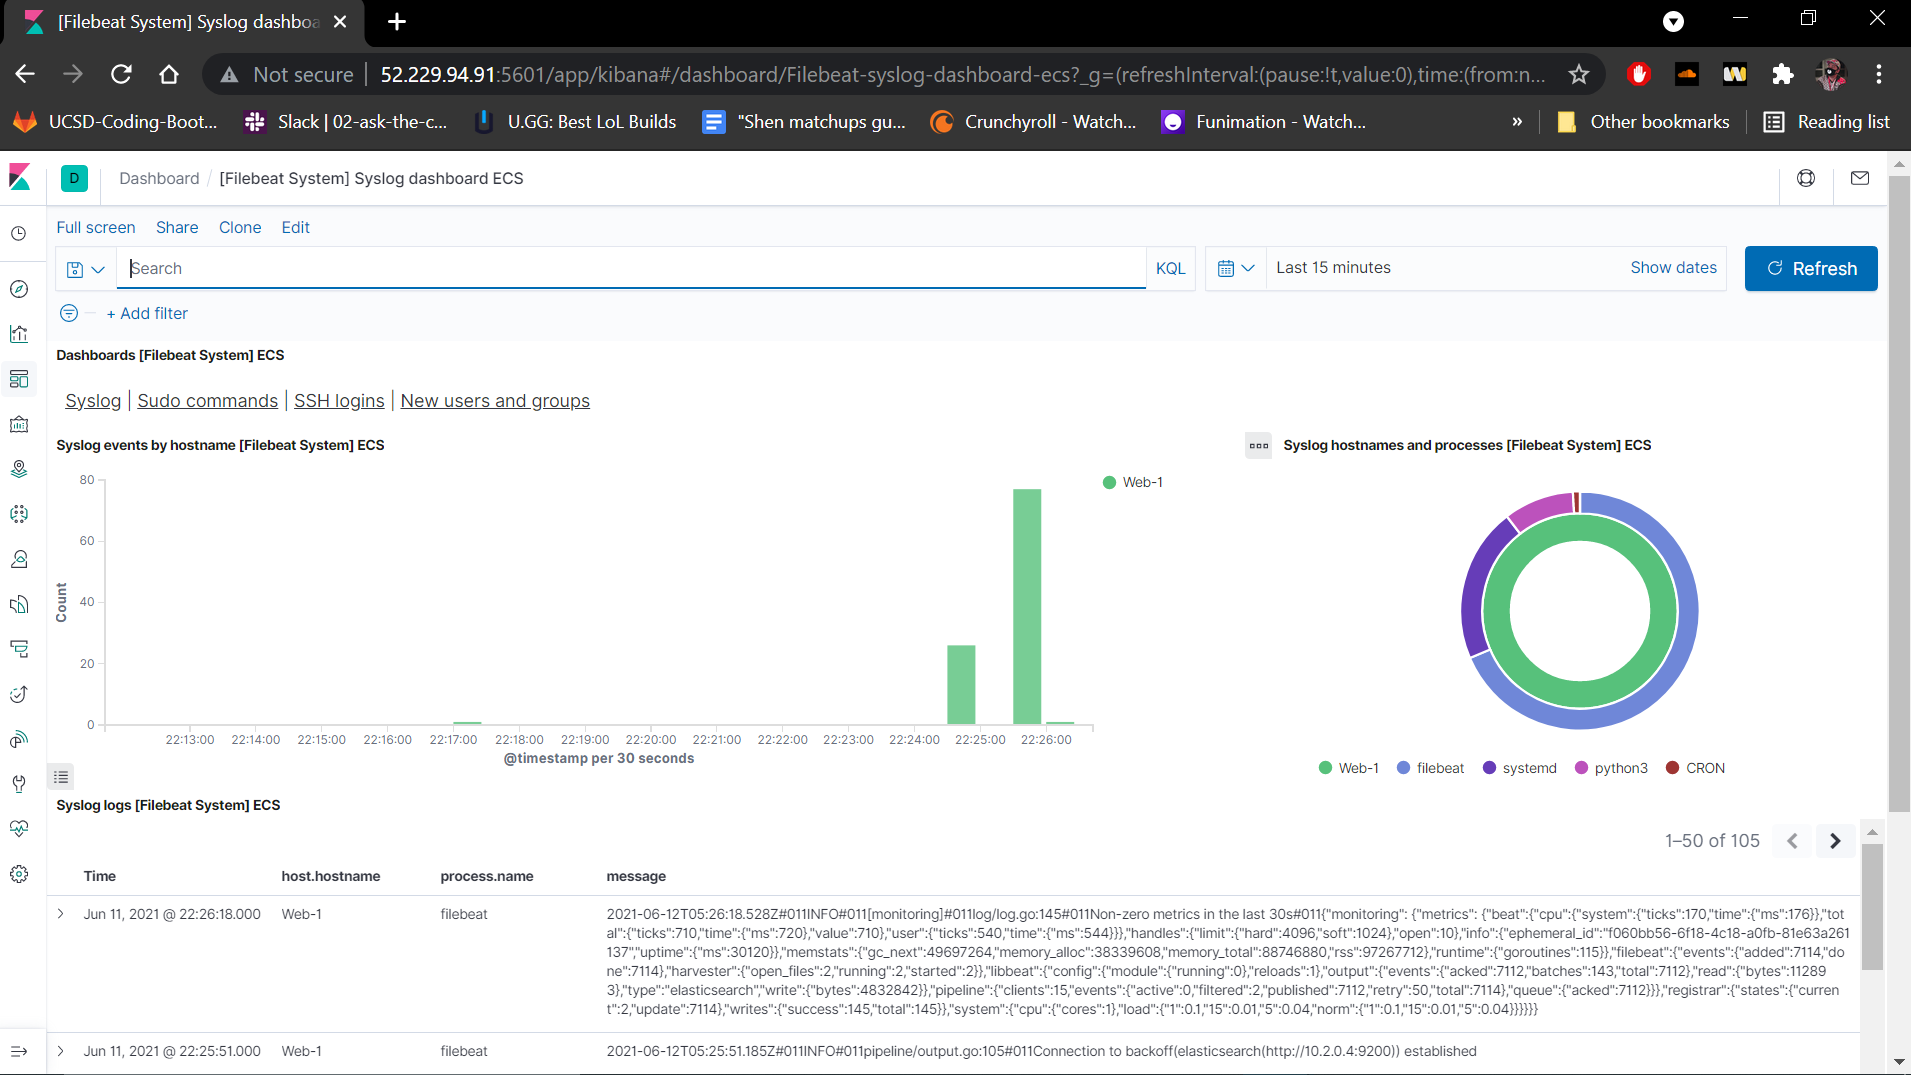 [Filebeat System] Syslog dashboa
Not secure
52.229.94.91:5601/app/kibana#/dashboard/Filebeat-syslog-dashboard-ecs?_g=(refreshInterval:(pause:!t,value:0),time:(from:n...
UCSD-Coding-Boot...
Slack | 02-ask-the-c...
U.GG: Best LoL Builds
"Shen matchups gu...
Crunchyroll - Watch...
Funimation - Watch...
»
Other bookmarks
Reading list
D
Dashboard / [Filebeat System] Syslog dashboard ECS
Full screen Share Clone Edit
Search
KQL
Last 15 minutes
Show dates
Refresh
+ Add filter
Dashboards [Filebeat System] ECS
Syslog | Sudo commands | SSH logins | New users and groups
Syslog events by hostname [Filebeat System] ECS
80
60
40
20
0
Count
22:13:00 22:14:00 22:15:00 22:16:00 22:17:00 22:18:00 22:19:00 22:20:00 22:21:00 22:22:00 22:23:00 22:24:00 22:25:00 22:26:00
@timestamp per 30 seconds
Web-1
Syslog hostnames and processes [Filebeat System] ECS
Web-1 filebeat systemd python3 CRON
Syslog logs [Filebeat System] ECS
1–50 of 105
Time host.hostname process.name message
Jun 11, 2021 @ 22:26:18.000 Web-1 filebeat 2021-06-12T05:26:18.528Z#011INFO#011[monitoring]#011log/log.go:145#011Non-zero metrics in the last 30s#011{"monitoring": {"metrics": {"beat":{"cpu":{"system":{"ticks":170,"time":{"ms":176}},"tot
al":{"ticks":710,"time":{"ms":720},"value":710},"user":{"ticks":540,"time":{"ms":544}}},"handles":{"limit":{"hard":4096,"soft":1024},"open":10},"info":{"ephemeral_id":"f060bb56-6f18-4c18-a0fb-81e63a261
137","uptime":{"ms":30120}},"memstats":{"gc_next":49697264,"memory_alloc":38339608,"memory_total":88746880,"rss":97267712},"runtime":{"goroutines":115}},"filebeat":{"events":{"added":7114,"do
ne":7114},"harvester":{"open_files":2,"running":2,"started":2}},"libbeat":{"config":{"module":{"running":0},"reloads":1},"output":{"events":{"acked":7112,"batches":143,"total":7112},"read":{"bytes":11289
3},"type":"elasticsearch","write":{"bytes":4832842}},"pipeline":{"clients":15,"events":{"active":0,"filtered":2,"published":7112,"retry":50,"total":7114},"queue":{"acked":7112}}},"registrar":{"states":{"curren
t":2,"update":7114},"writes":{"success":145,"total":145}},"system":{"cpu":{"cores":1},"load":{"1":0.1,"15":0.01,"5":0.04,"norm":{"1":0.1,"15":0.01,"5":0.04}}}}}}
Jun 11, 2021 @ 22:25:51.000 Web-1 filebeat 2021-06-12T05:25:51.185Z#011INFO#011pipeline/output.go:105#011Connection to backoff(elasticsearch(http://10.2.0.4:9200)) established